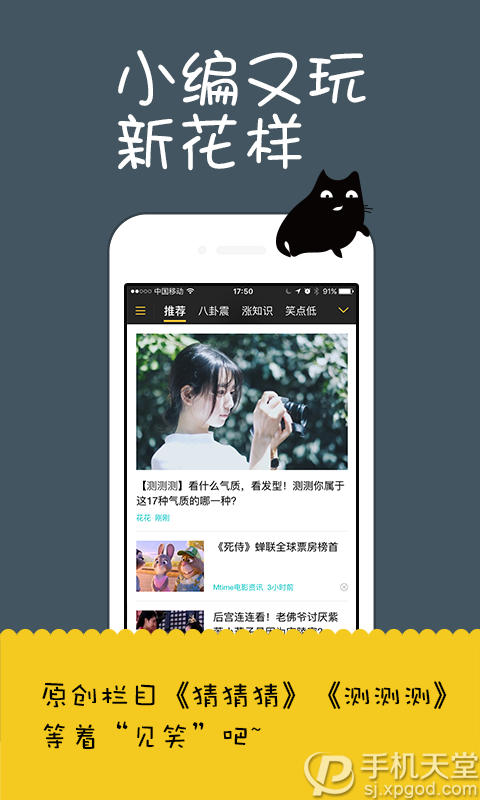 小编又玩
新花样
中国移动 17:50 91%
推荐 八卦震 涨知识 笑点低
【测测测】看什么气质，看发型！测测你属于
这17种气质的哪一种?
花花 刚刚
《死侍》蝉联全球票房榜首
Mtime电影资讯 3小时前
后宫连连看！老佛爷讨厌紫
原创栏目《猜猜猜》《测测测》
等着“见笑”吧~
手机天堂
sj.xpgod.com